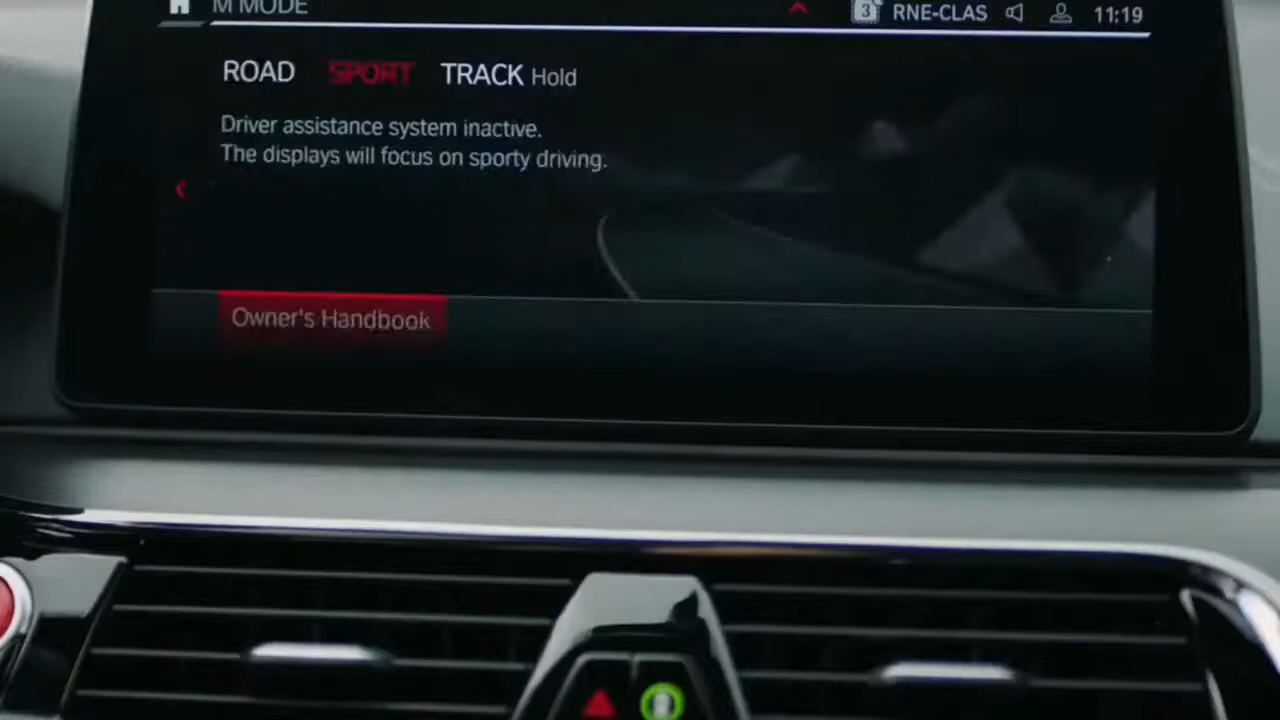 M MODE
3 RNE-CLAS 11:19
ROAD SPORT TRACK Hold
Driver assistance system inactive.
The displays will focus on sporty driving.
Owner's Handbook